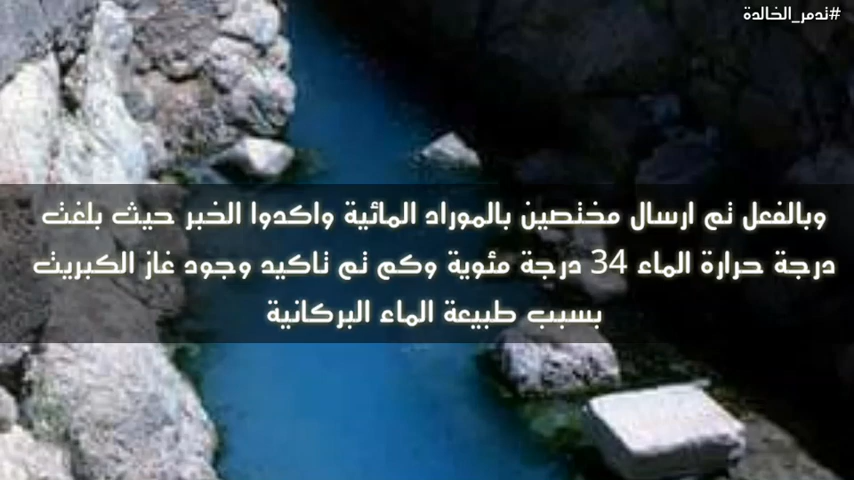 #تدمر_الخالدة
وبالفعل تم ارسال مختصين بالموراد المائية واكدوا الخبر حيث بلغت
درجة حرارة الماء 34 درجة مئوية وكم تم تاكيد وجود غاز الكبريت
بسبب طبيعة الماء البركانية